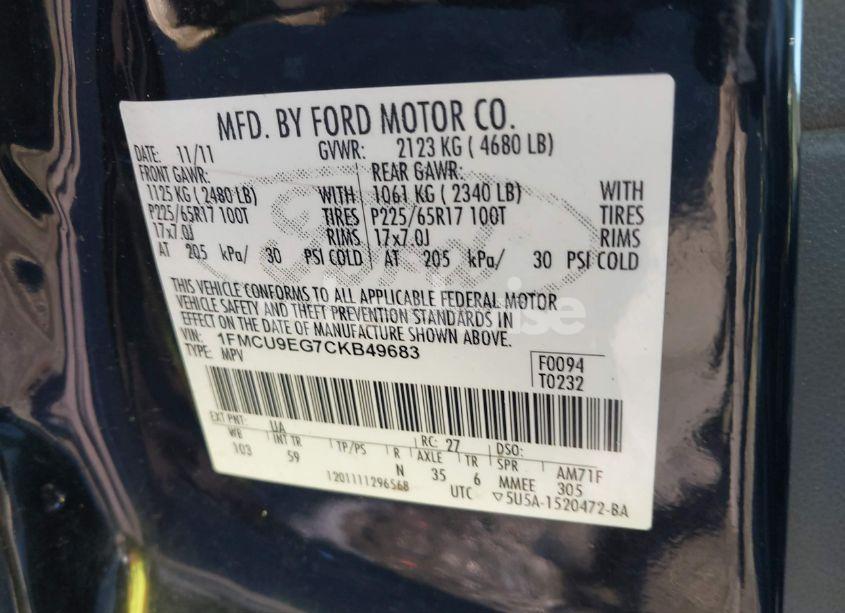 MFD. BY FORD MOTOR CO.
DATE: 11/11 GVWR: 2123 KG ( 4680 LB)
FRONT GAWR: REAR GAWR:
1125 KG ( 2480 LB) WITH 1061 KG ( 2340 LB) WITH
P225/65R17 100T TIRES P225/65R17 100T TIRES
17x7.0J RIMS 17x7.0J RIMS
AT 205 kPa/ 30 PSI COLD AT 205 kPa/ 30 PSI COLD
THIS VEHICLE CONFORMS TO ALL APPLICABLE FEDERAL MOTOR
VEHICLE SAFETY AND THEFT PREVENTION STANDARDS IN
EFFECT ON THE DATE OF MANUFACTURE SHOWN ABOVE.
VIN: 1FMCU9EG7CKB49683
TYPE: MPV
F0094
T0232
EXT PNT: UA RC: 27 DSO:
WB INT TR TP/PS R AXLE TR SPR AM71F
103 59 N 35 6 MMEE 305
1201111296568 UTC ▽5U5A-1520472-BA